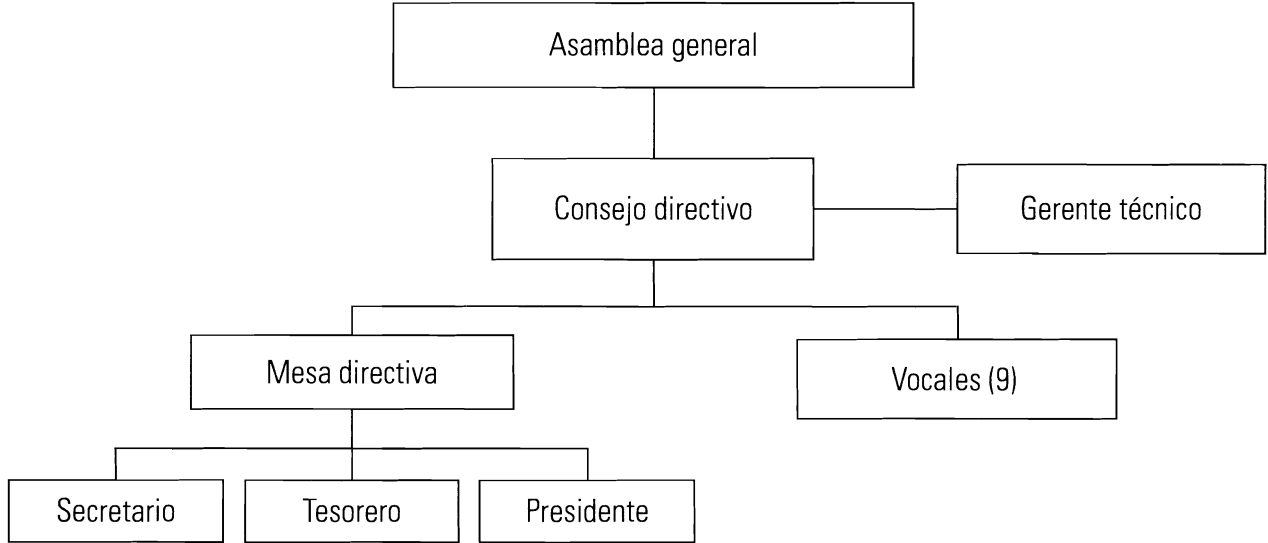 Asamblea general
Consejo directivo
Gerente técnico
Mesa directiva
Vocales (9)
Secretario
Tesorero
Presidente